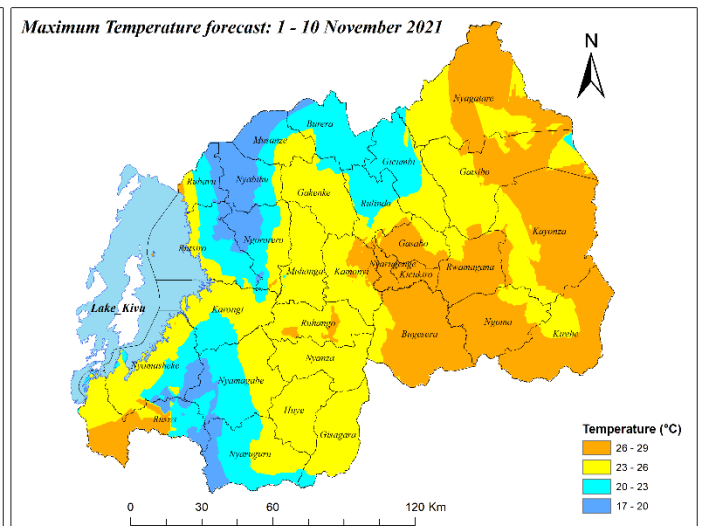 Maximum Temperature forecast: 1 - 10 November 2021
N
Nyagatare
Burera
Musanze
Gicumbi
Gatsibo
Rubavu
Nyabihu
Gakenke
Rulindo
Kayonza
Ngororero
Rutsiro
Gasabo
Muhanga
Kamonyi
Nyarugenge
Kicukiro
Rwamagana
Lake_Kivu
Karongi
Ruhango
Bugesera
Ngoma
Kirehe
Nyanza
Nyamasheke
Nyamagabe
Huye
Rusizi
Gisagara
Nyaruguru
Temperature (°C)
26 - 29
23 - 26
20 - 23
17 - 20
0 30 60 120 Km